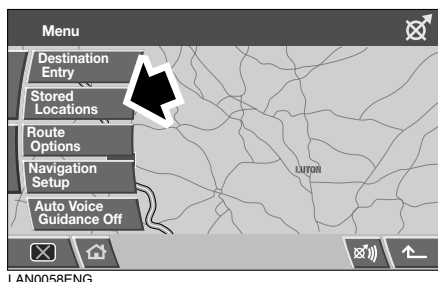 Menu
Destination
Entry
Stored
Locations
Route
Options
LUTON
Navigation
Setup
Auto Voice
Guidance Off
LAN0058ENG